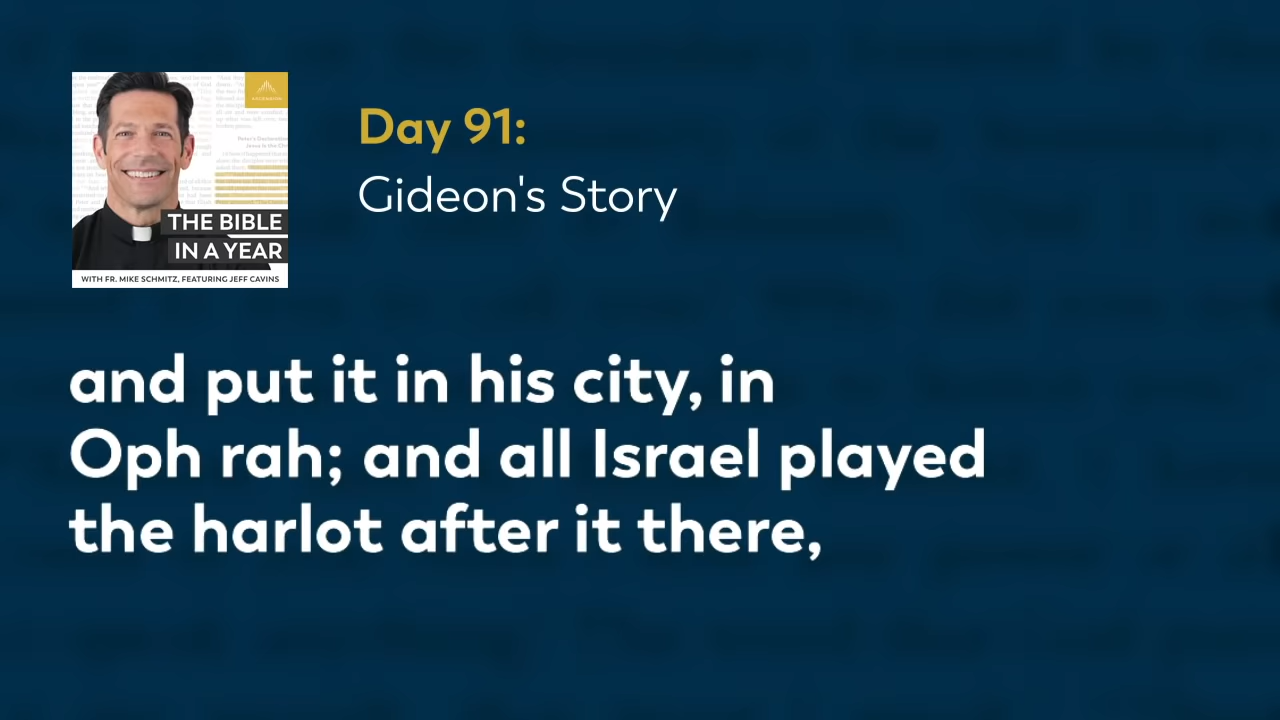 THE BIBLE
IN A YEAR
WITH FR. MIKE SCHMITZ, FEATURING JEFF CAVINS
Day 91:
Gideon's Story
and put it in his city, in
Oph rah; and all Israel played
the harlot after it there,